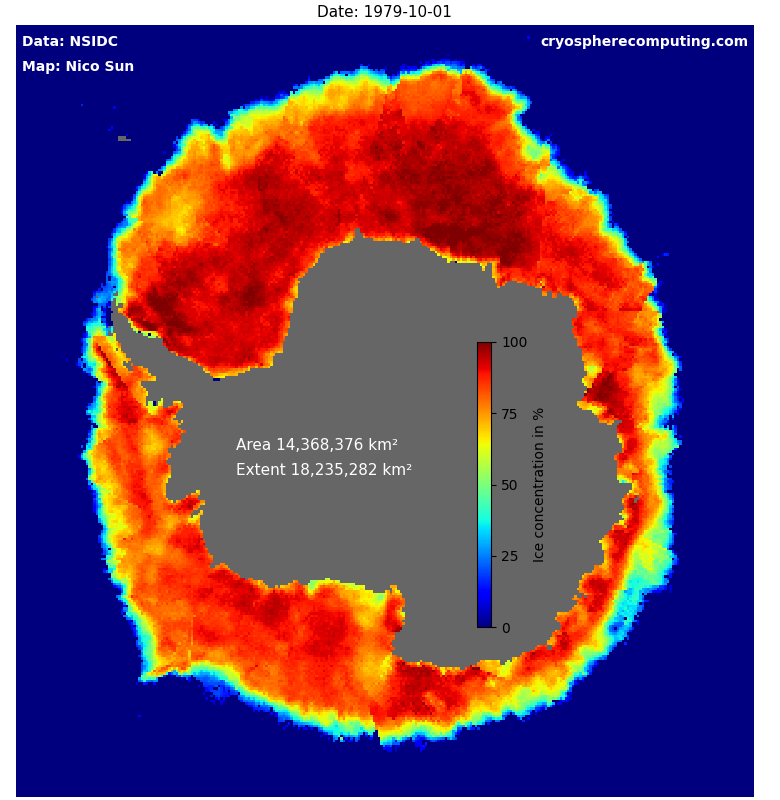 Date: 1979-10-01
Data: NSIDC
cryospherecomputing.com
Map: Nico Sun
100
75
50
25
0
Ice concentration in %
Area 14,368,376 km²
Extent 18,235,282 km²